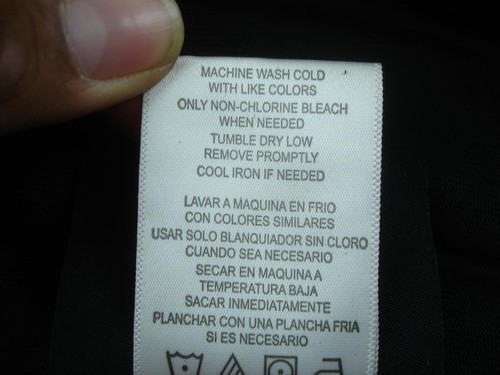 MACHINE WASH COLD
WITH LIKE COLORS
ONLY NON-CHLORINE BLEACH
WHEN NEEDED
TUMBLE DRY LOW
REMOVE PROMPTLY
COOL IRON IF NEEDED
LAVAR A MAQUINA EN FRIO
CON COLORES SIMILARES
USAR SOLO BLANQUIADOR SIN CLORO
CUANDO SEA NECESARIO
SECAR EN MAQUINA A
TEMPERATURA BAJA
SACAR INMEDIATAMENTE
PLANCHAR CON UNA PLANCHA FRIA
SI ES NECESARIO